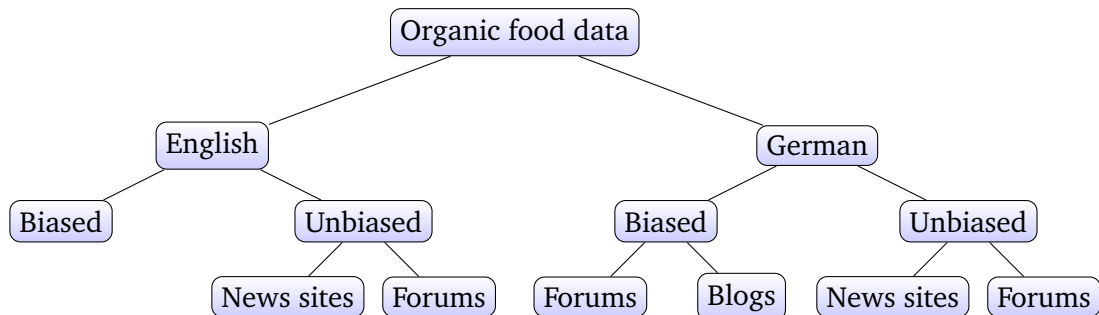 Organic food data
English
German
Biased
Unbiased
Biased
Unbiased
News sites
Forums
Forums
Blogs
News sites
Forums